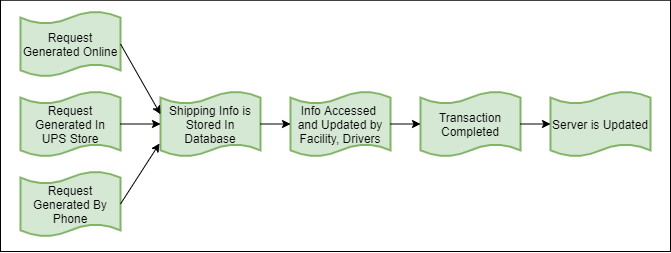 Request
Generated Online
Request
Generated In
UPS Store
Request
Generated By
Phone
Shipping Info is
Stored In
Database
Info Accessed
and Updated by
Facility, Drivers
Transaction
Completed
Server is Updated